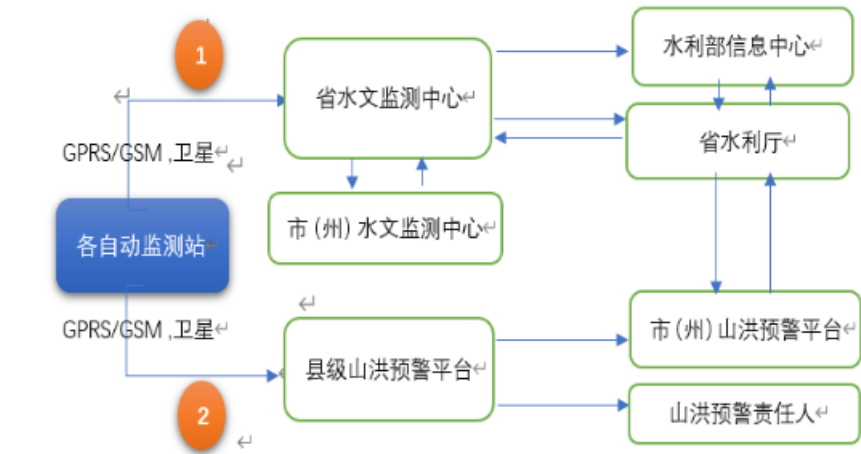 1
水利部信息中心
省水文监测中心
省水利厅
GPRS/GSM ,卫星
市(州)水文监测中心
各自动监测站
GPRS/GSM ,卫星
市(州)山洪预警平台
县级山洪预警平台
山洪预警责任人
2